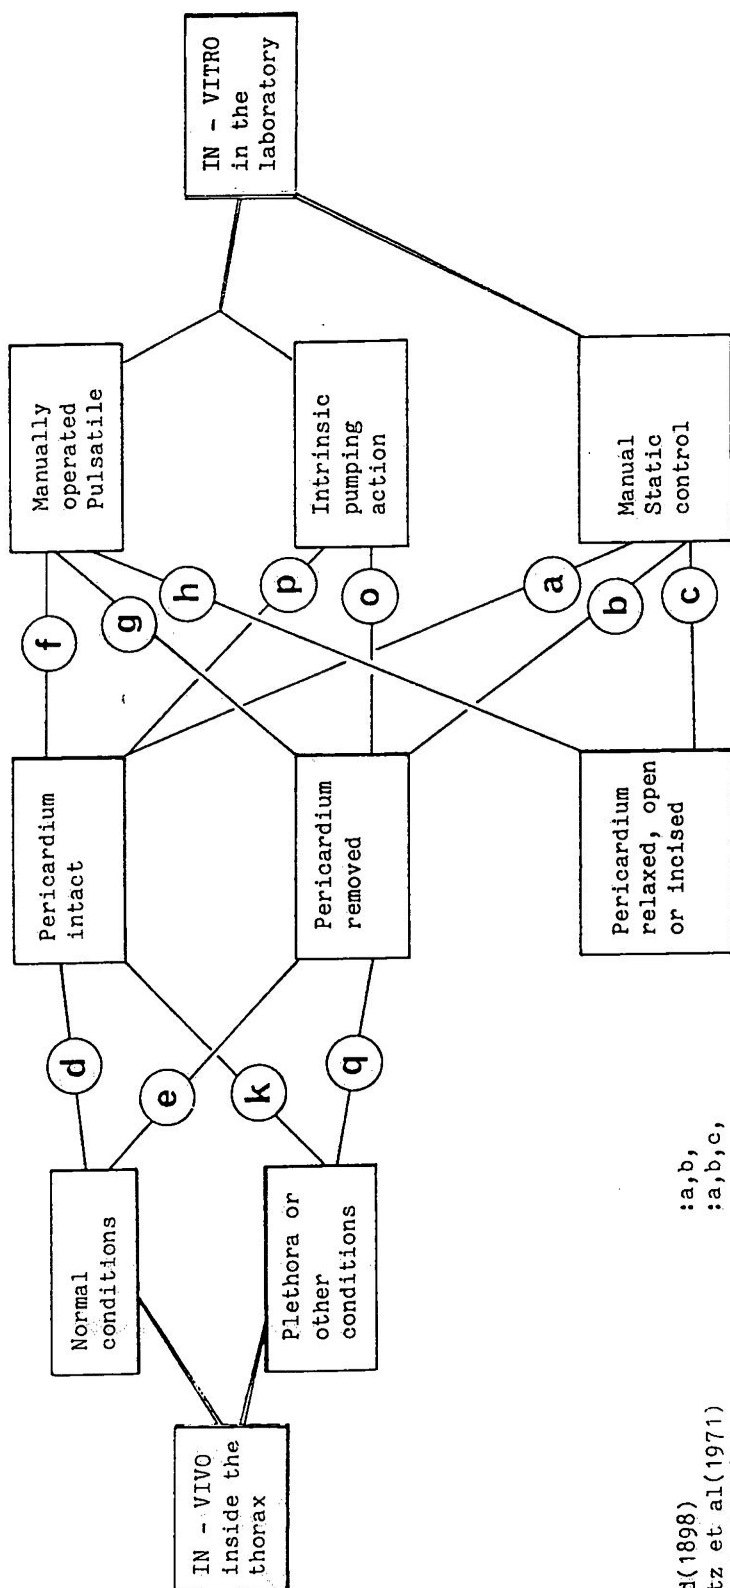 IN - VIVO
inside the
thorax
Normal
conditions
Plethora or
other
conditions
d
e
k
q
Pericardium
intact
Pericardium
removed
Pericardium
relaxed, open
or incised
f
g
h
p
o
a
b
c
Manually
operated
Pulsatile
Intrinsic
pumping
action
Manual
Static
control
IN - VITRO
in the
laboratory
(1898) :a,b,
et al(1971) :a,b,c,